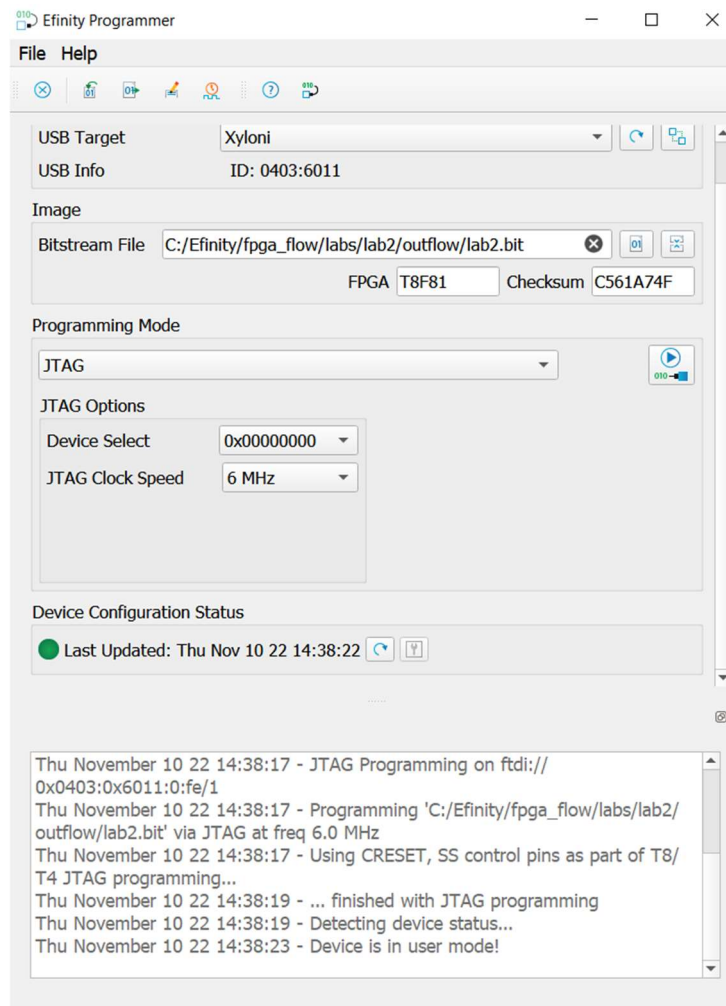 Efinity Programmer
File Help
USB Target Xyloni
USB Info ID: 0403:6011
Image
Bitstream File C:/Efinity/fpga_flow/labs/lab2/outflow/lab2.bit
FPGA T8F81 Checksum C561A74F
Programming Mode
JTAG
JTAG Options
Device Select 0x00000000
JTAG Clock Speed 6 MHz
Device Configuration Status
Last Updated: Thu Nov 10 22 14:38:22
Thu November 10 22 14:38:17 - JTAG Programming on ftdi://
0x0403:0x6011:0:fe/1
Thu November 10 22 14:38:17 - Programming 'C:/Efinity/fpga_flow/labs/lab2/
outflow/lab2.bit' via JTAG at freq 6.0 MHz
Thu November 10 22 14:38:17 - Using CRESET, SS control pins as part of T8/
T4 JTAG programming...
Thu November 10 22 14:38:19 - ... finished with JTAG programming
Thu November 10 22 14:38:19 - Detecting device status...
Thu November 10 22 14:38:23 - Device is in user mode!